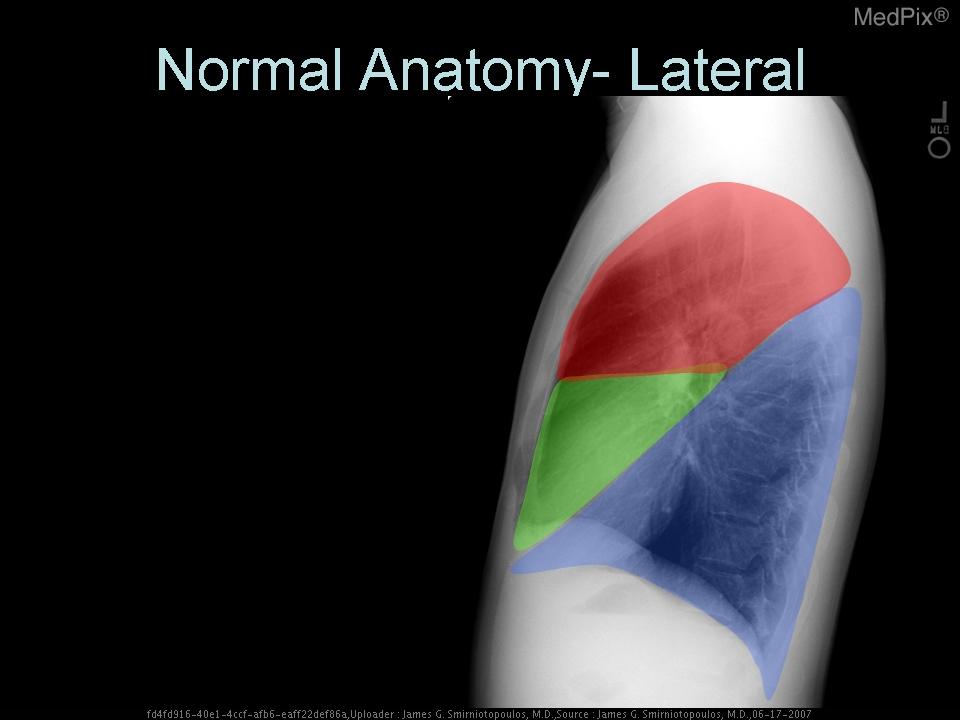 MedPix®
Normal Anatomy- Lateral
fd4fd916-40e1-4ccf-afb6-eaff22def86a,Uploader : James G. Smirniotopoulos, M.D.,Source : James G. Smirniotopoulos, M.D.,06-17-2007